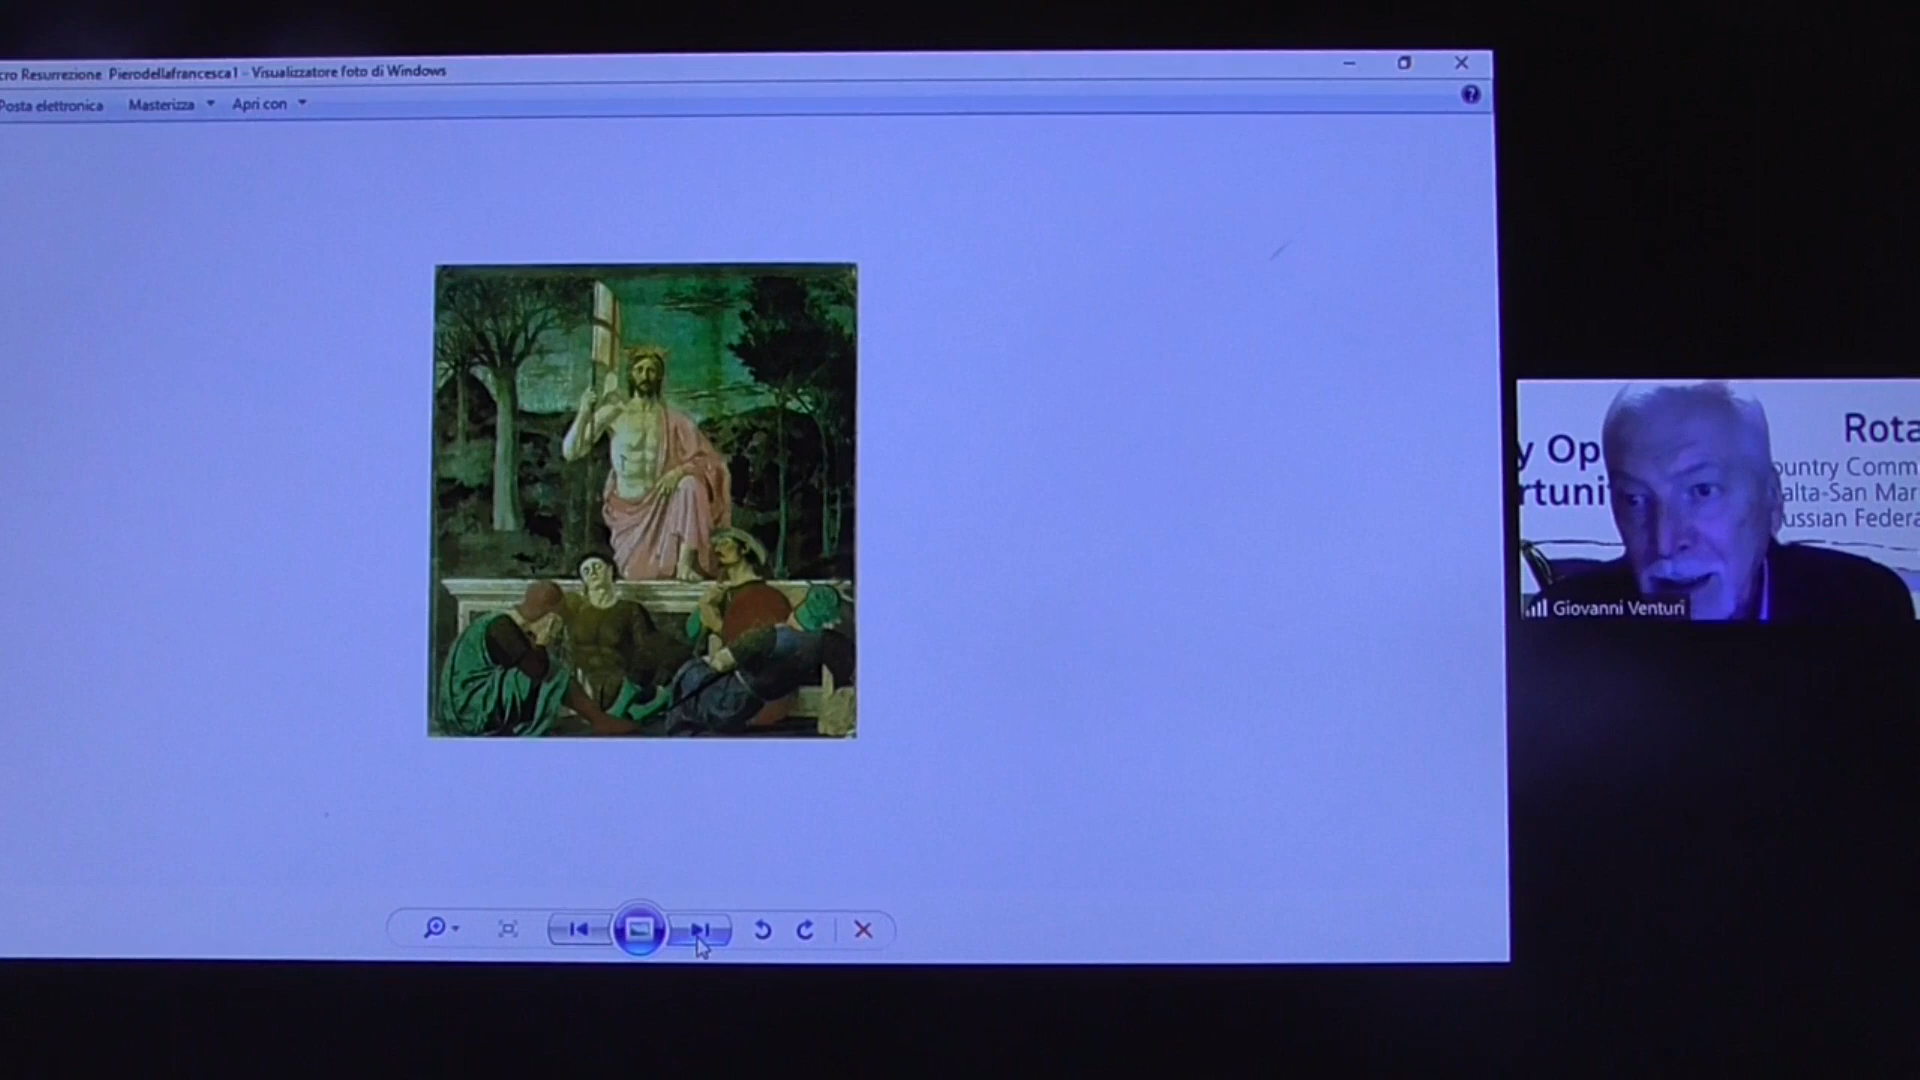 cro Resurrezione Pierodellafrancesca1 - Visualizzatore foto di Windows
Posta elettronica Masterizza Apri con
y Op
rtuni
Rota
ountry Comm
alta-San Mar
ussian Federa
Giovanni Venturi